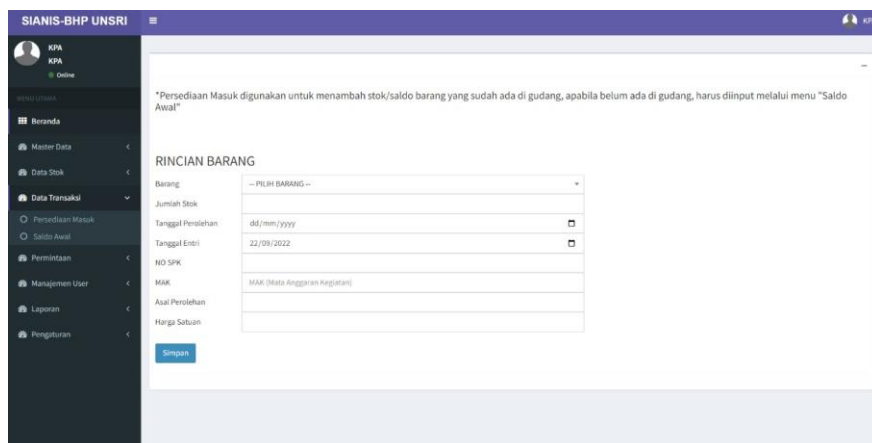 SIANIS-BHP UNSRI
KPA
KPA
Online
MENU UTAMA
Beranda
Master Data
Data Stok
Data Transaksi
Persediaan Masuk
Saldo Awal
Permintaan
Manajemen User
Laporan
Pengaturan
*Persediaan Masuk digunakan untuk menambah stok/saldo barang yang sudah ada di gudang, apabila belum ada di gudang, harus diinput melalui menu "Saldo
Awal"
RINCIAN BARANG
Barang -- PILIH BARANG --
Jumlah Stok
Tanggal Perolehan dd/mm/yyyy
Tanggal Entri 22/09/2022
NO SPK
MAK MAK (Mata Anggaran Kegiatan)
Asal Perolehan
Harga Satuan
Simpan